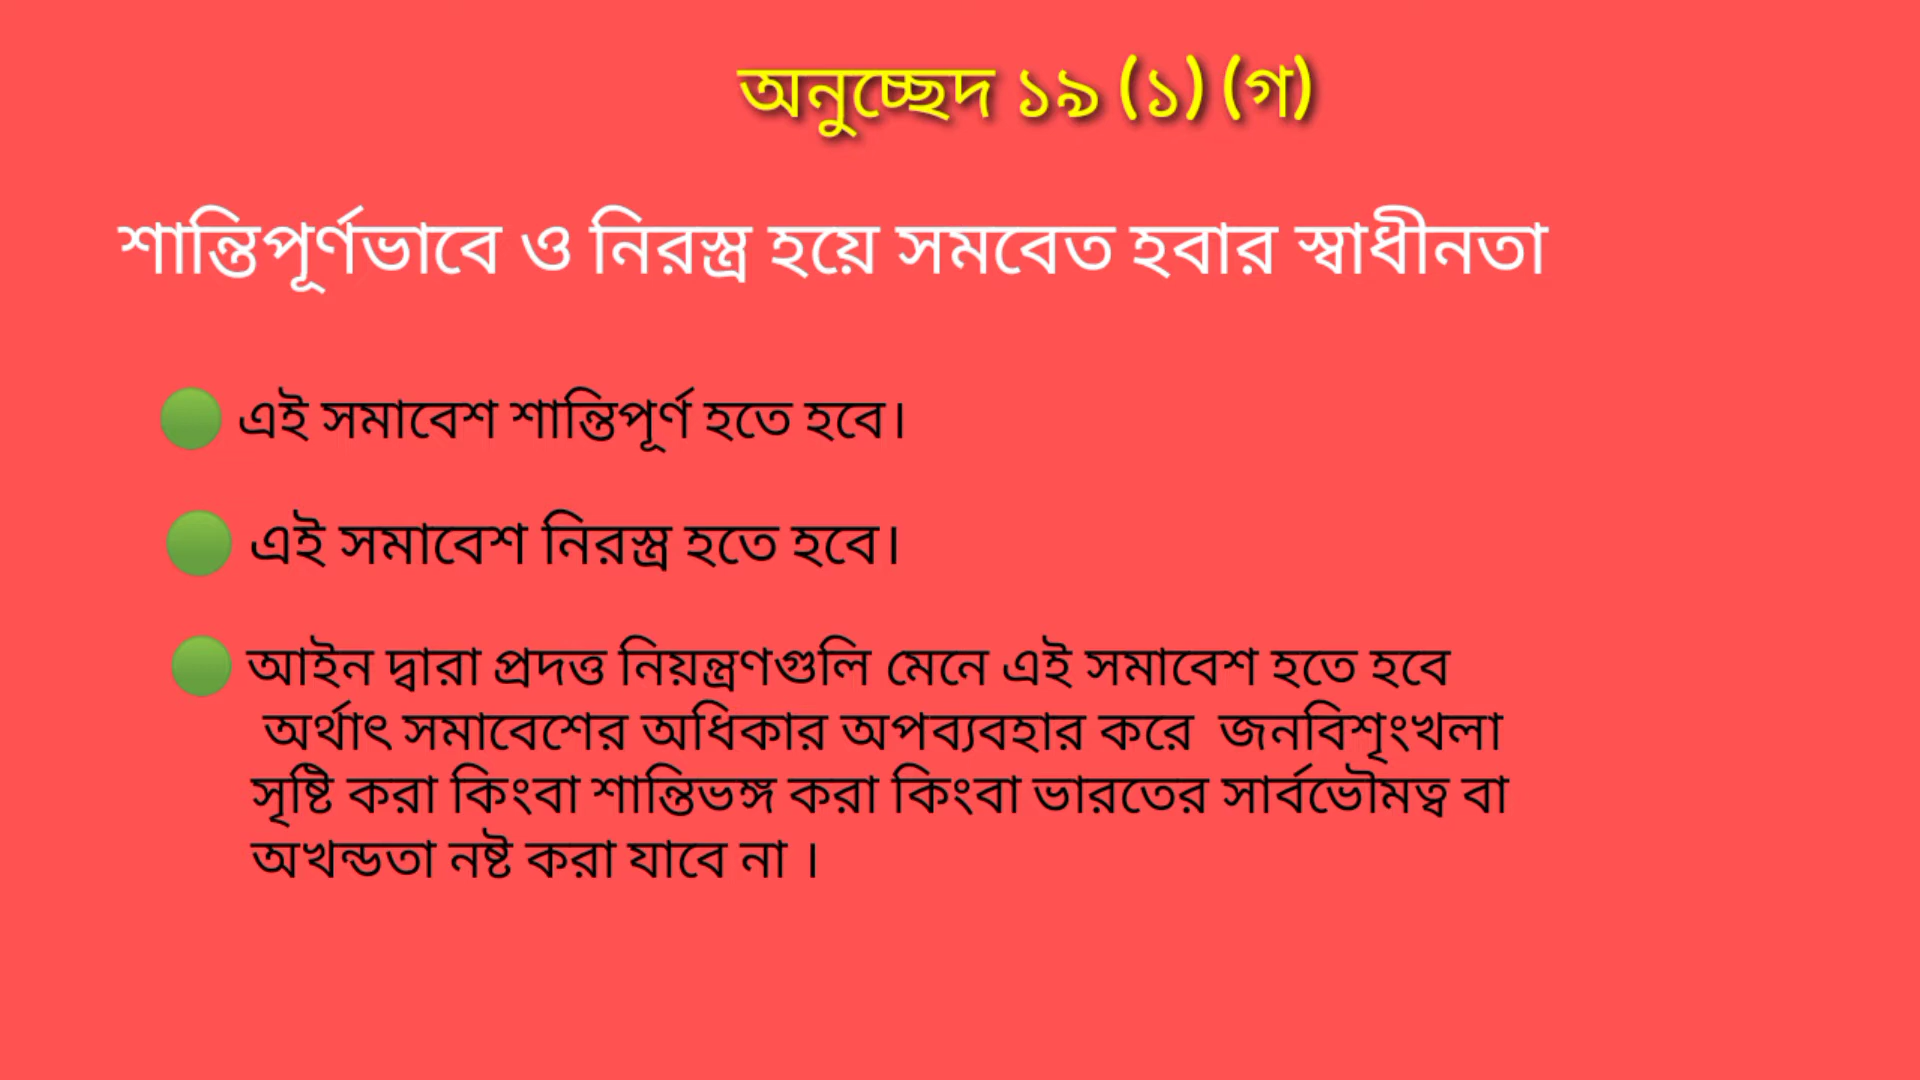 অনুচ্ছেদ ১৯ (১) (গ)
শান্তিপূর্ণভাবে ও নিরস্ত্র হয়ে সমবেত হবার স্বাধীনতা
এই সমাবেশ শান্তিপূর্ণ হতে হবে।
এই সমাবেশ নিরস্ত্র হতে হবে।
আইন দ্বারা প্রদত্ত নিয়ন্ত্রণগুলি মেনে এই সমাবেশ হতে হবে
অর্থাৎ সমাবেশের অধিকার অপব্যবহার করে জনবিশৃংখলা
সৃষ্টি করা কিংবা শান্তিভঙ্গ করা কিংবা ভারতের সার্বভৌমত্ব বা
অখন্ডতা নষ্ট করা যাবে না ।